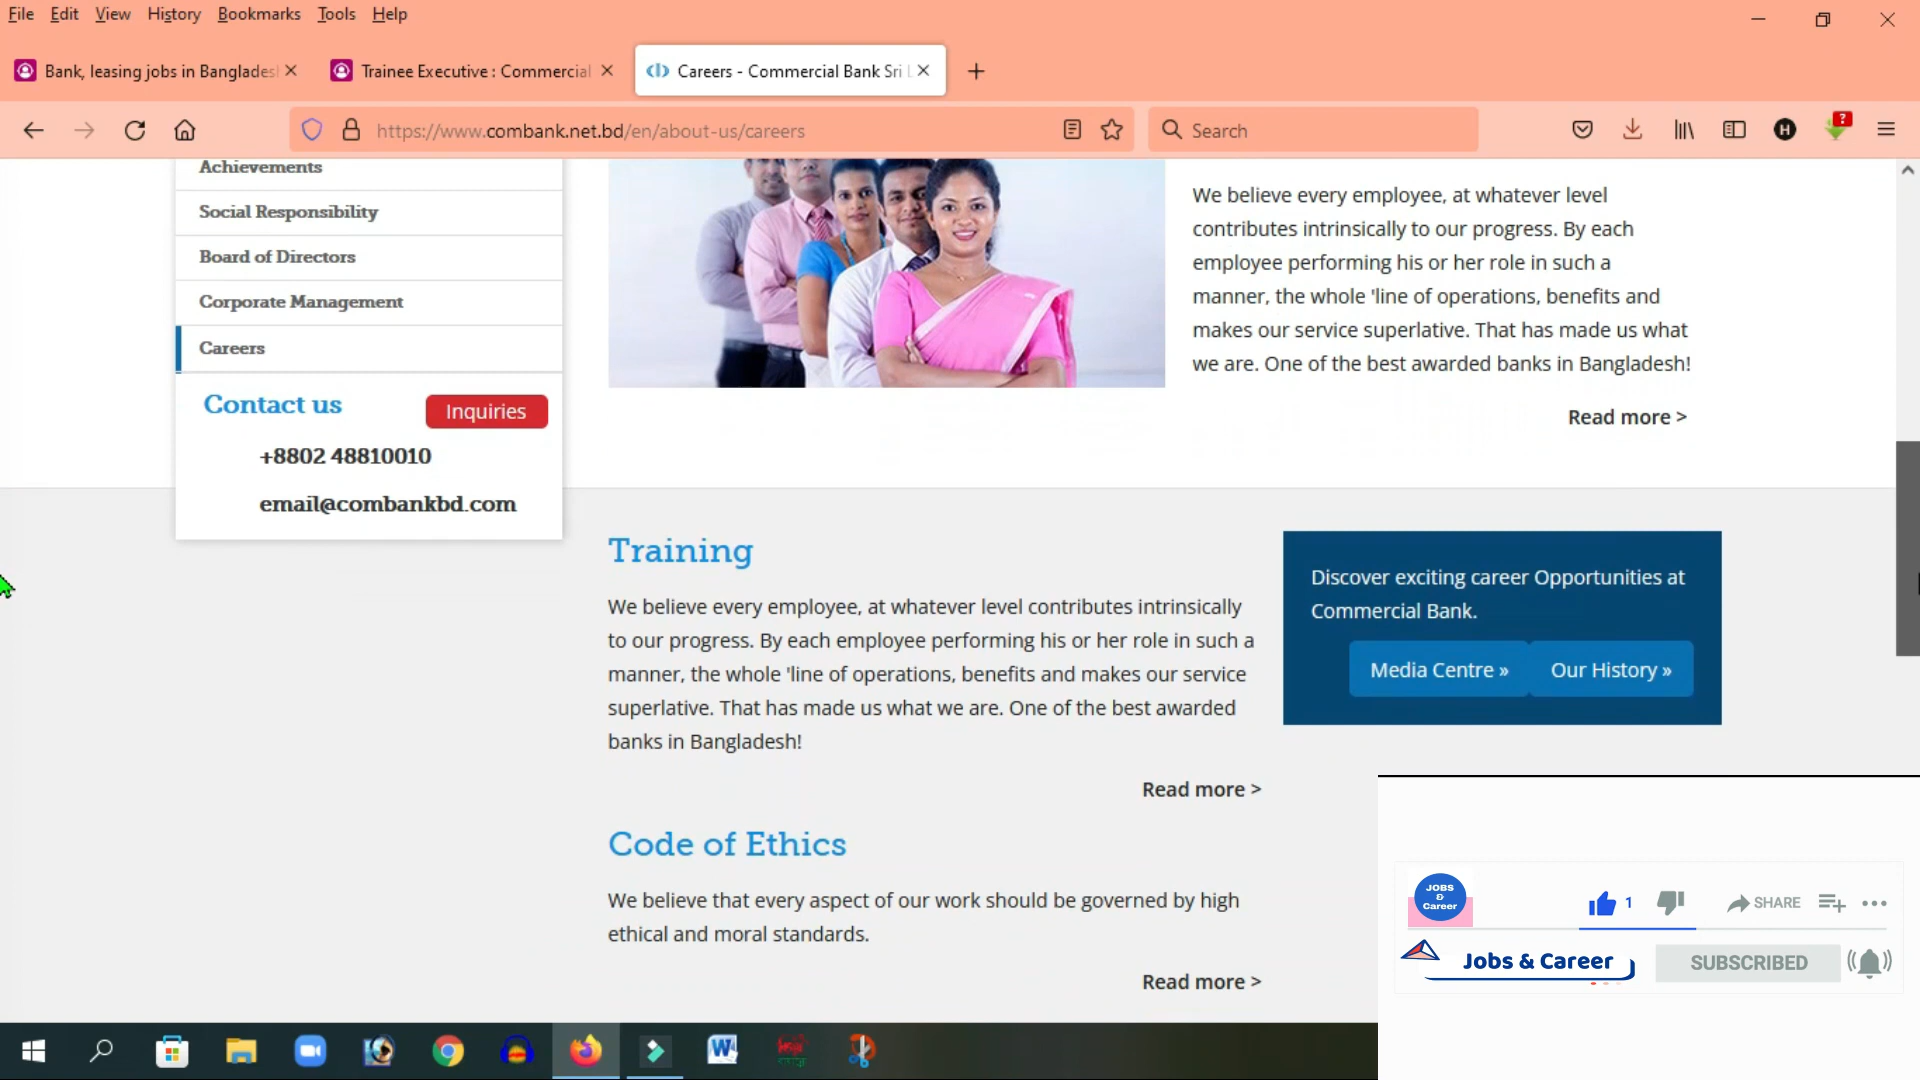 File Edit View History Bookmarks Tools Help
Bank, leasing jobs in Banglades
Trainee Executive : Commercial
Careers - Commercial Bank Sri L
https://www.combank.net.bd/en/about-us/careers
Search
H
?
Achievements
Social Responsibility
Board of Directors
Corporate Management
Careers
Contact us
Inquiries
+8802 48810010
email@combankbd.com
We believe every employee, at whatever level
contributes intrinsically to our progress. By each
employee performing his or her role in such a
manner, the whole 'line of operations, benefits and
makes our service superlative. That has made us what
we are. One of the best awarded banks in Bangladesh!
Read more >
Training
We believe every employee, at whatever level contributes intrinsically
to our progress. By each employee performing his or her role in such a
manner, the whole 'line of operations, benefits and makes our service
superlative. That has made us what we are. One of the best awarded
banks in Bangladesh!
Read more >
Discover exciting career Opportunities at
Commercial Bank.
Media Centre »
Our History »
Code of Ethics
We believe that every aspect of our work should be governed by high
ethical and moral standards.
Read more >
JOBS
&
Career
1
SHARE
Jobs & Career
SUBSCRIBED
W